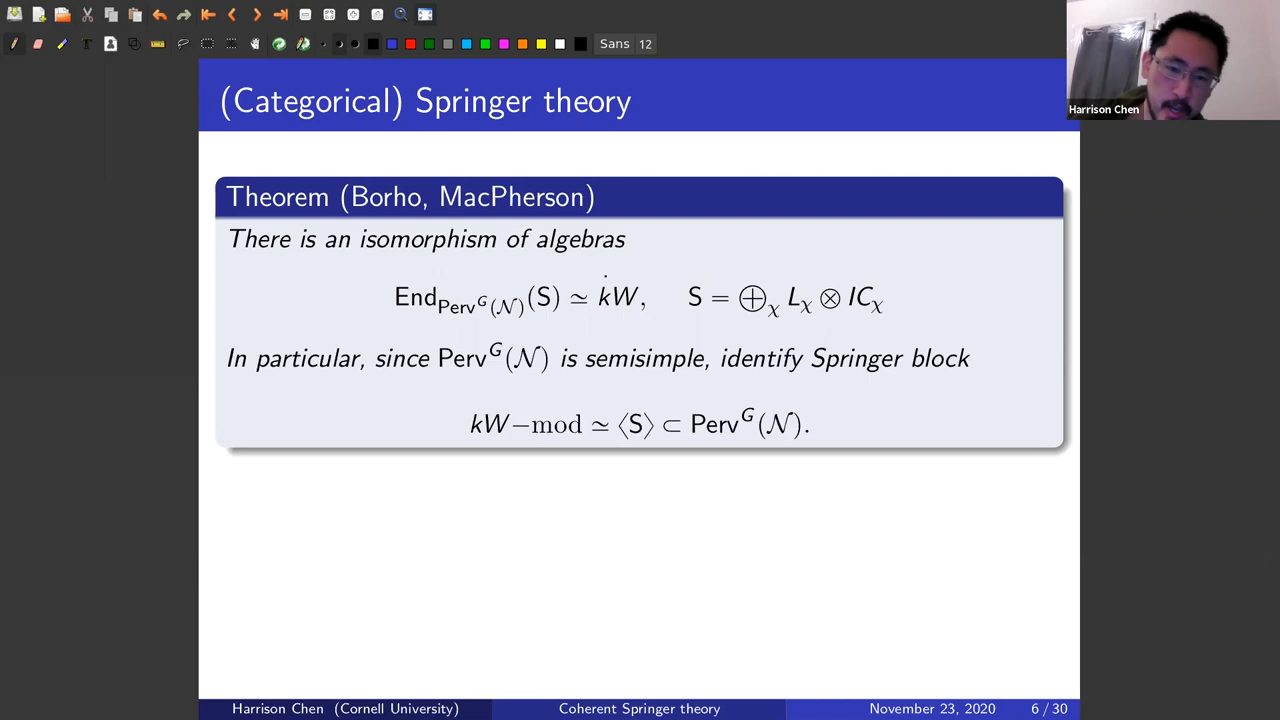 Sans 12
Harrison Chen
(Categorical) Springer theory
Theorem (Borho, MacPherson)
There is an isomorphism of algebras
End_{Perv^G(𝒩)}(S) ≃ kW,  S = ⊕_χ L_χ ⊗ IC_χ
In particular, since Perv^G(𝒩) is semisimple, identify Springer block
kW−mod ≃ ⟨S⟩ ⊂ Perv^G(𝒩).
Harrison Chen (Cornell University) Coherent Springer theory November 23, 2020 6 / 30